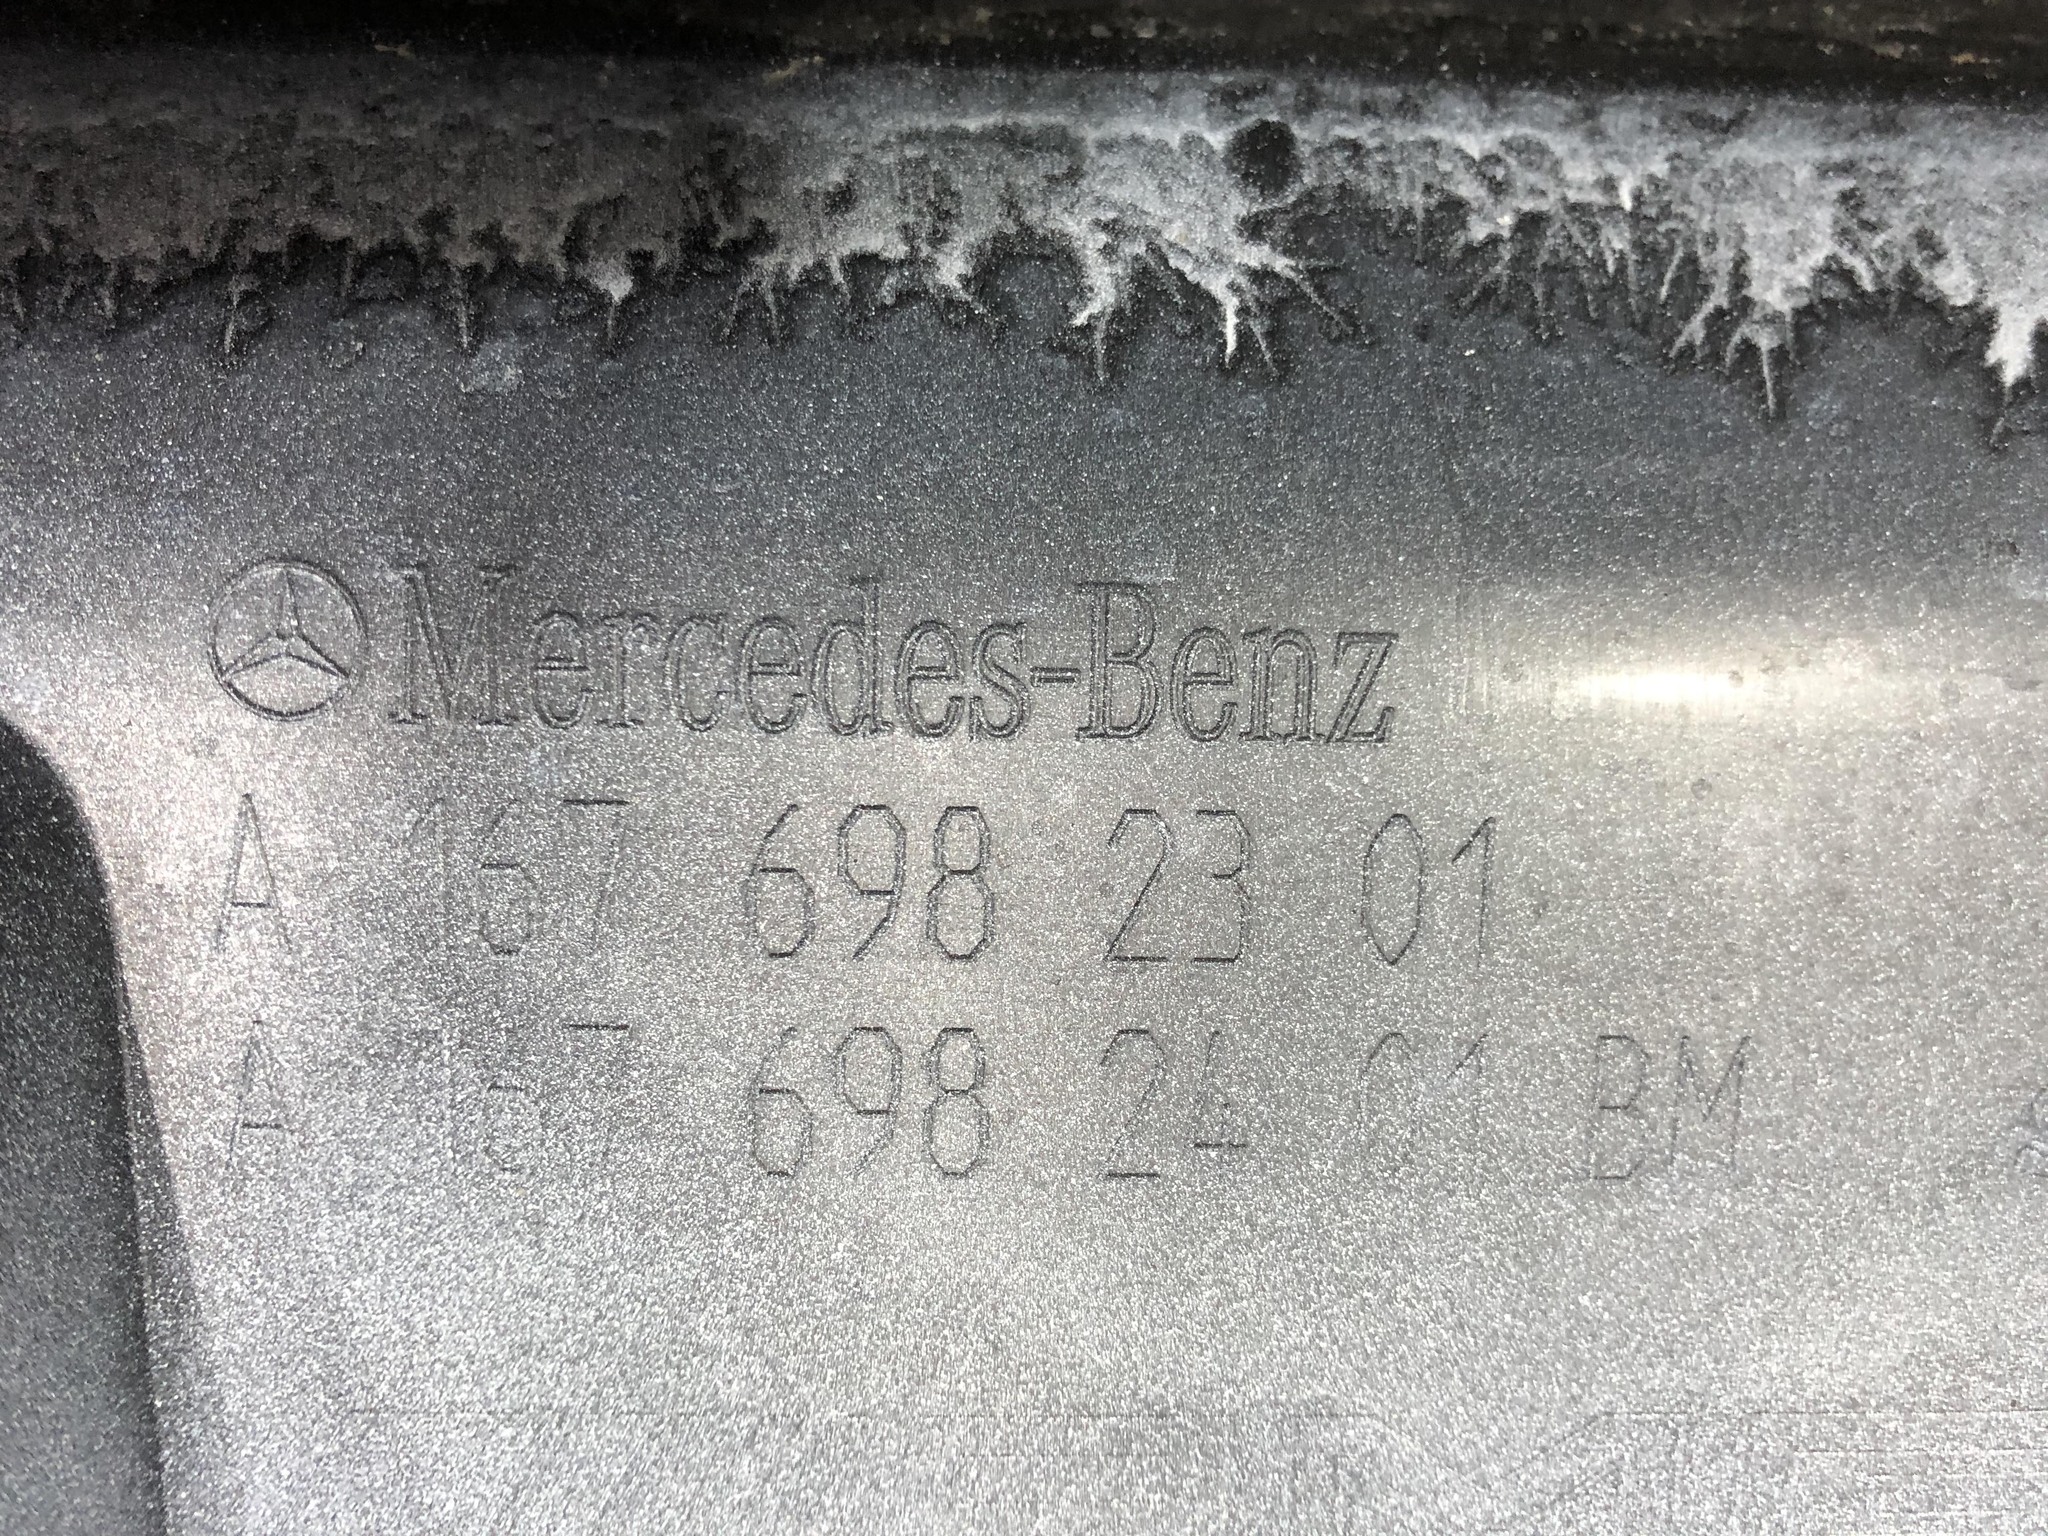 Mercedes-Benz
A 167 698 23 01
A 167 698 24 01 BM